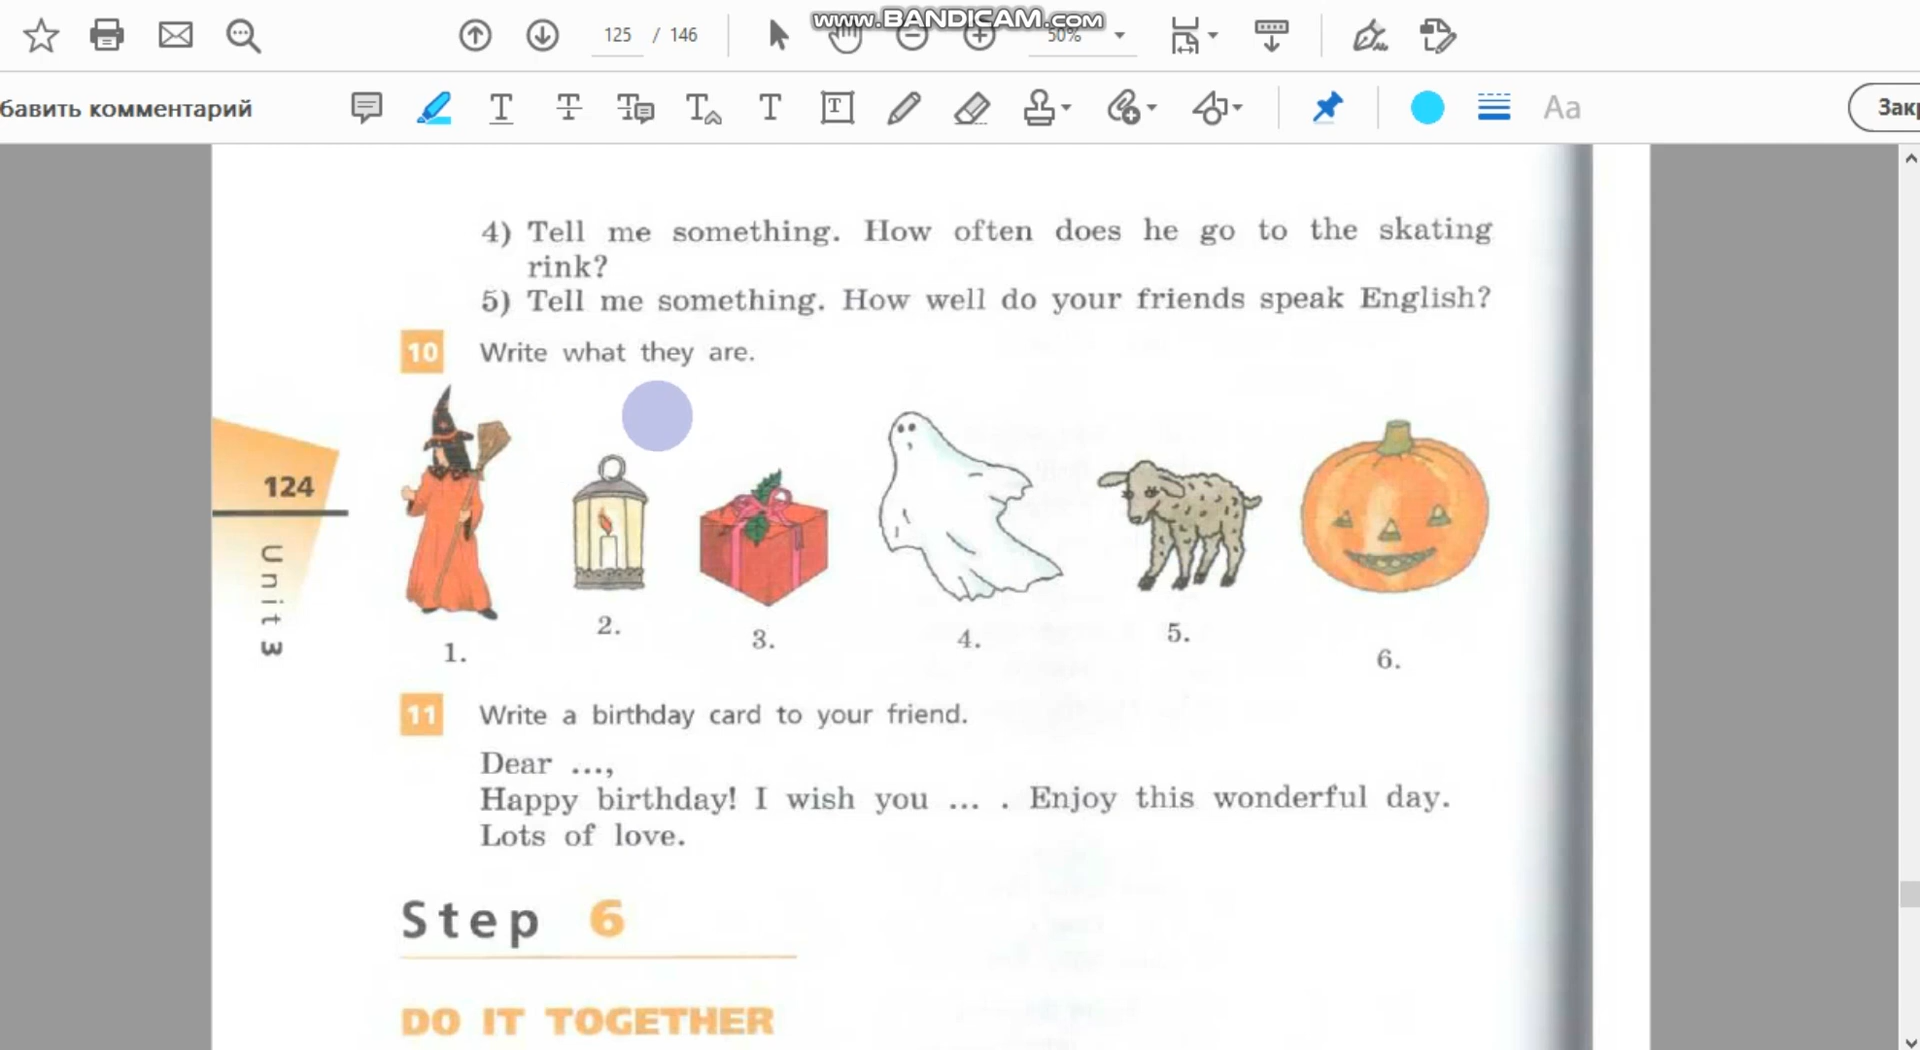 www.BANDICAM.com
125 / 146
50%
бавить комментарий
Aa
4) Tell me something. How often does he go to the skating
rink?
5) Tell me something. How well do your friends speak English?
10 Write what they are.
124
Unit 3
1.
2.
3.
4.
5.
6.
11 Write a birthday card to your friend.
Dear ...,
Happy birthday! I wish you ... . Enjoy this wonderful day.
Lots of love.
Step 6
DO IT TOGETHER